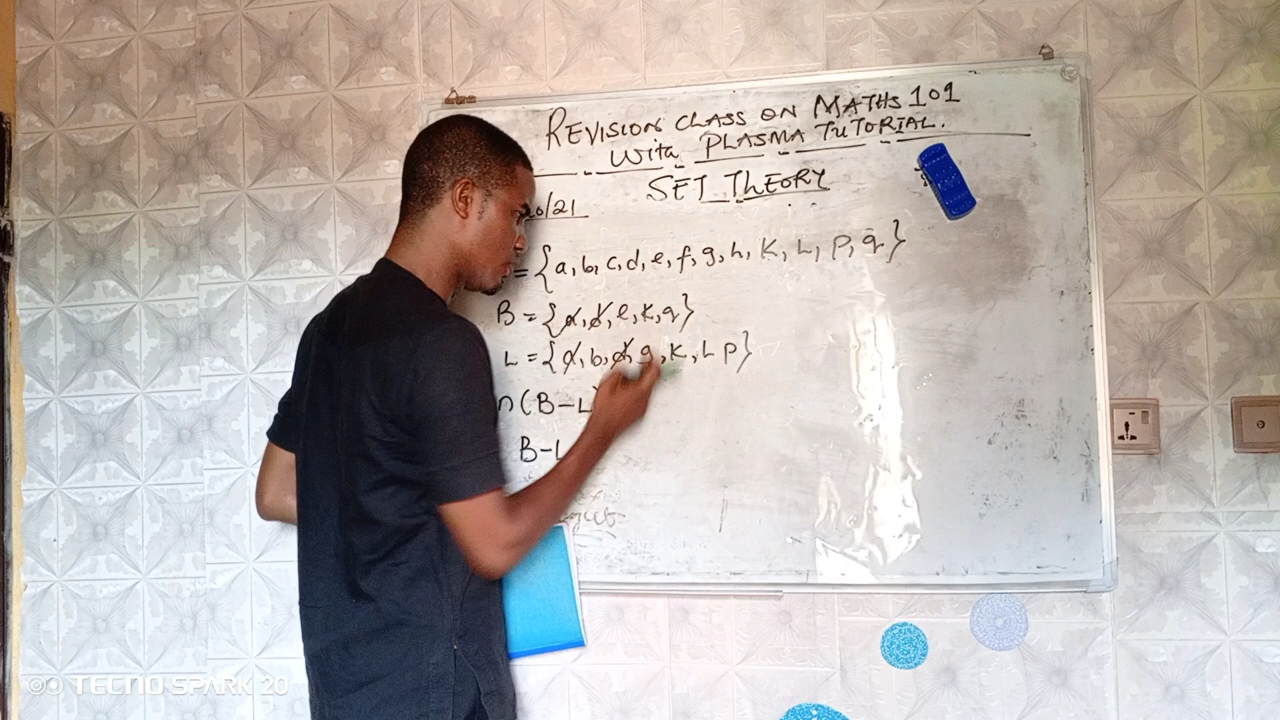 REVISION CLASS ON MATHS 101
With PLASMA TUTORIAL.
SET THEORY
20/21
= {a, b, c, d, e, f, g, h, K, L, P, q}
B = {a, d, e, k, q}
L = {a, b, d, g, K, L P}
n(B-L)
B-L
TECNO SPARK 20